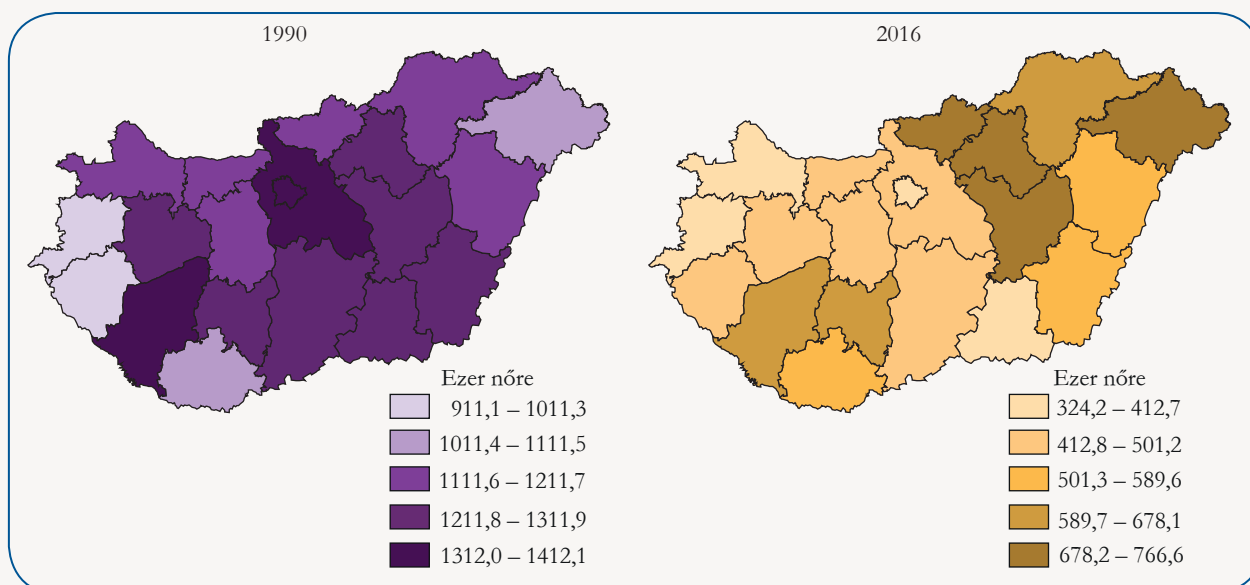 1990
Ezer nőre
911,1 – 1011,3
1011,4 – 1111,5
1111,6 – 1211,7
1211,8 – 1311,9
1312,0 – 1412,1
2016
Ezer nőre
324,2 – 412,7
412,8 – 501,2
501,3 – 589,6
589,7 – 678,1
678,2 – 766,6